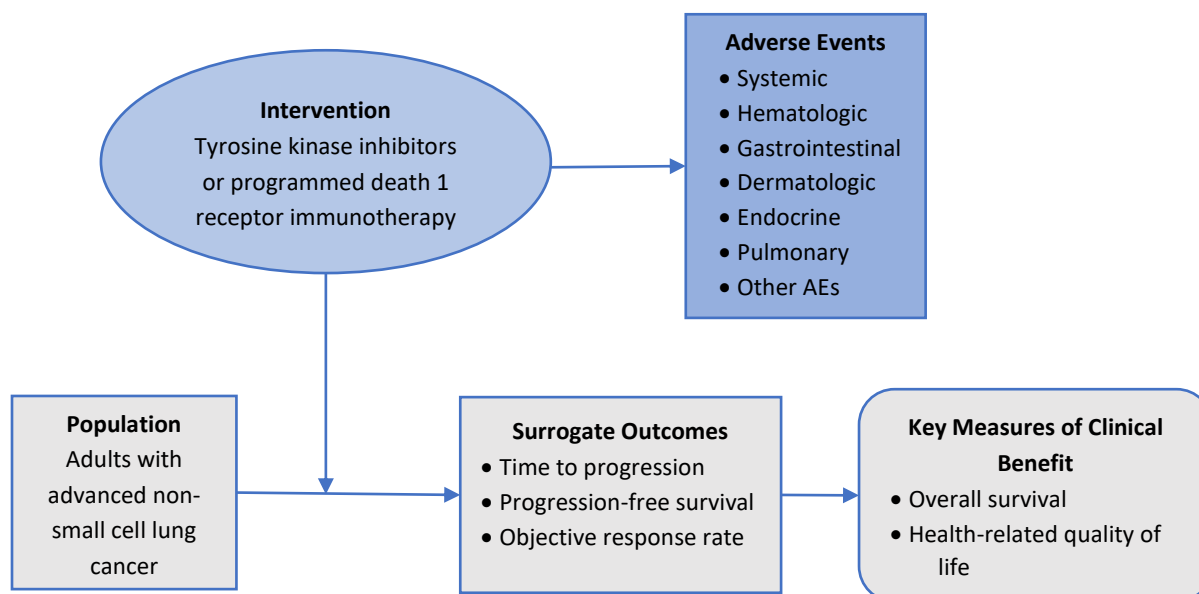 Intervention
Tyrosine kinase inhibitors
or programmed death 1
receptor immunotherapy
Adverse Events
• Systemic
• Hematologic
• Gastrointestinal
• Dermatologic
• Endocrine
• Pulmonary
• Other AEs
Population
Adults with
advanced non-
small cell lung
cancer
Surrogate Outcomes
• Time to progression
• Progression-free survival
• Objective response rate
Key Measures of Clinical
Benefit
• Overall survival
• Health-related quality of
life